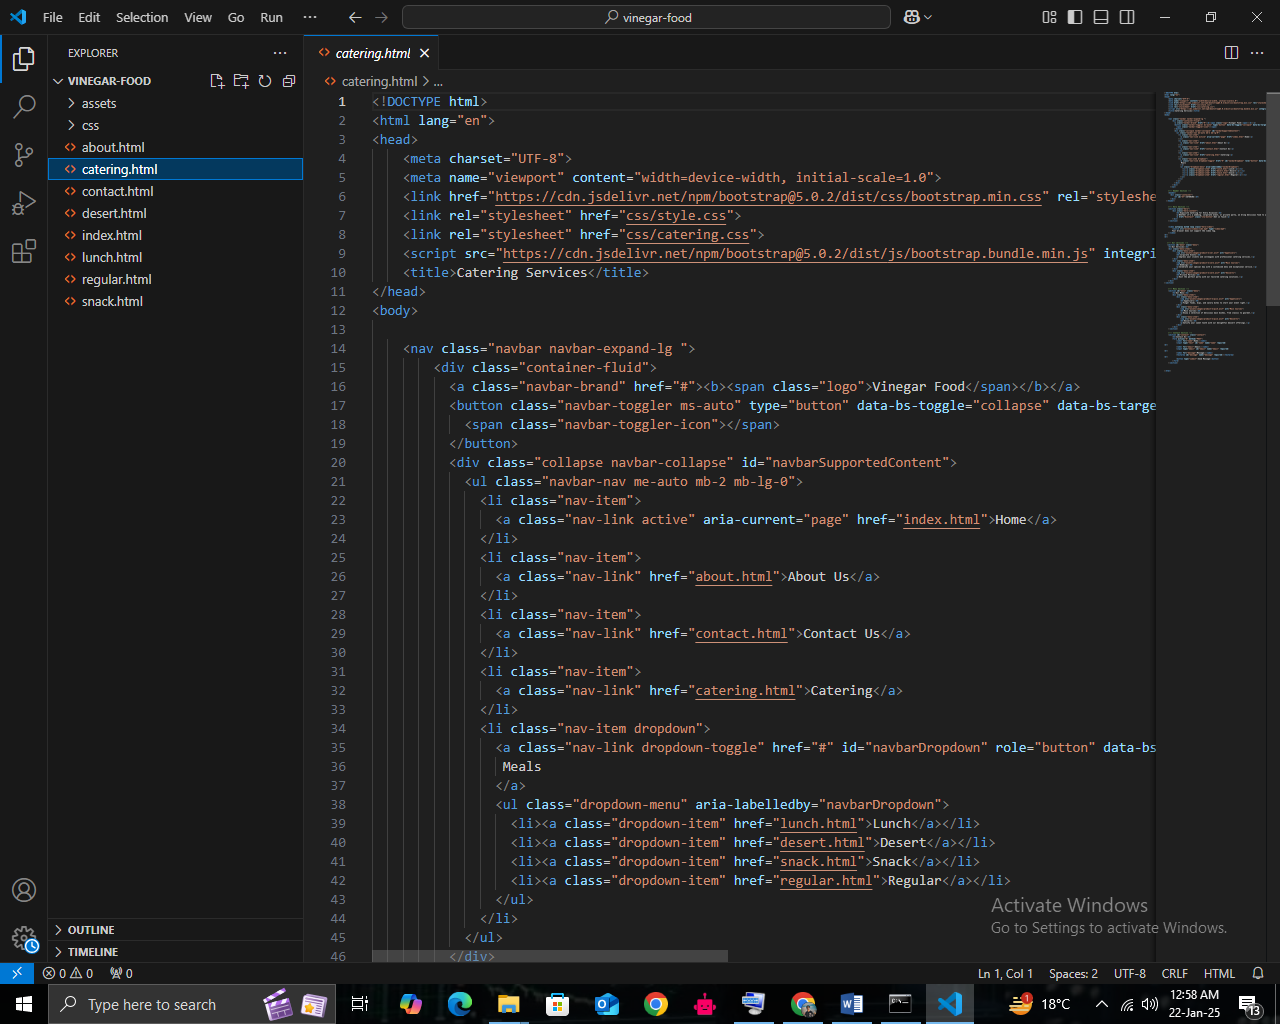 File Edit Selection View Go Run ···
vinegar-food
EXPLORER
VINEGAR-FOOD
assets
css
about.html
catering.html
contact.html
desert.html
index.html
lunch.html
regular.html
snack.html
OUTLINE
TIMELINE
catering.html
catering.html > ...
1 <!DOCTYPE html>
2 <html lang="en">
3 <head>
4 <meta charset="UTF-8">
5 <meta name="viewport" content="width=device-width, initial-scale=1.0">
6 <link href="https://cdn.jsdelivr.net/npm/bootstrap@5.0.2/dist/css/bootstrap.min.css" rel="styleshe
7 <link rel="stylesheet" href="css/style.css">
8 <link rel="stylesheet" href="css/catering.css">
9 <script src="https://cdn.jsdelivr.net/npm/bootstrap@5.0.2/dist/js/bootstrap.bundle.min.js" integri
10 <title>Catering Services</title>
11 </head>
12 <body>
13
14 <nav class="navbar navbar-expand-lg ">
15 <div class="container-fluid">
16 <a class="navbar-brand" href="#"><b><span class="logo">Vinegar Food</span></b></a>
17 <button class="navbar-toggler ms-auto" type="button" data-bs-toggle="collapse" data-bs-targe
18 <span class="navbar-toggler-icon"></span>
19 </button>
20 <div class="collapse navbar-collapse" id="navbarSupportedContent">
21 <ul class="navbar-nav me-auto mb-2 mb-lg-0">
22 <li class="nav-item">
23 <a class="nav-link active" aria-current="page" href="index.html">Home</a>
24 </li>
25 <li class="nav-item">
26 <a class="nav-link" href="about.html">About Us</a>
27 </li>
28 <li class="nav-item">
29 <a class="nav-link" href="contact.html">Contact Us</a>
30 </li>
31 <li class="nav-item">
32 <a class="nav-link" href="catering.html">Catering</a>
33 </li>
34 <li class="nav-item dropdown">
35 <a class="nav-link dropdown-toggle" href="#" id="navbarDropdown" role="button" data-bs
36 Meals
37 </a>
38 <ul class="dropdown-menu" aria-labelledby="navbarDropdown">
39 <li><a class="dropdown-item" href="lunch.html">Lunch</a></li>
40 <li><a class="dropdown-item" href="desert.html">Desert</a></li>
41 <li><a class="dropdown-item" href="snack.html">Snack</a></li>
42 <li><a class="dropdown-item" href="regular.html">Regular</a></li>
43 </ul>
44 </li>
45 </ul>
46 </div>
Activate Windows
Go to Settings to activate Windows.
0 0 0 Ln 1, Col 1 Spaces: 2 UTF-8 CRLF HTML
Type here to search
1 18°C
12:58 AM
22-Jan-25
13